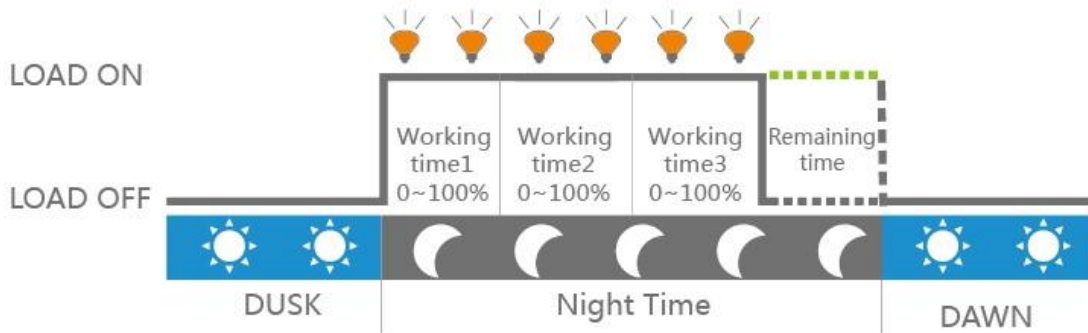 LOAD ON
Working
time1
0~100%
Working
time2
0~100%
Working
time3
0~100%
Remaining
time
LOAD OFF
DUSK
Night Time
DAWN